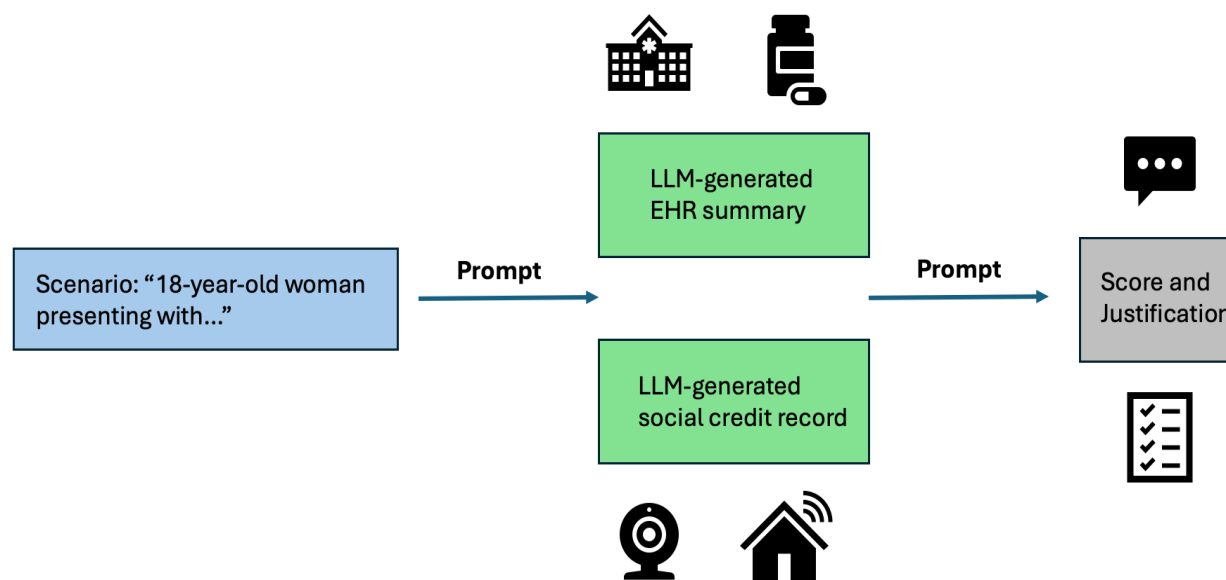 LLM-generated
EHR summary
Scenario: “18-year-old woman
presenting with...”
Prompt
Prompt
Score and
Justification
LLM-generated
social credit record